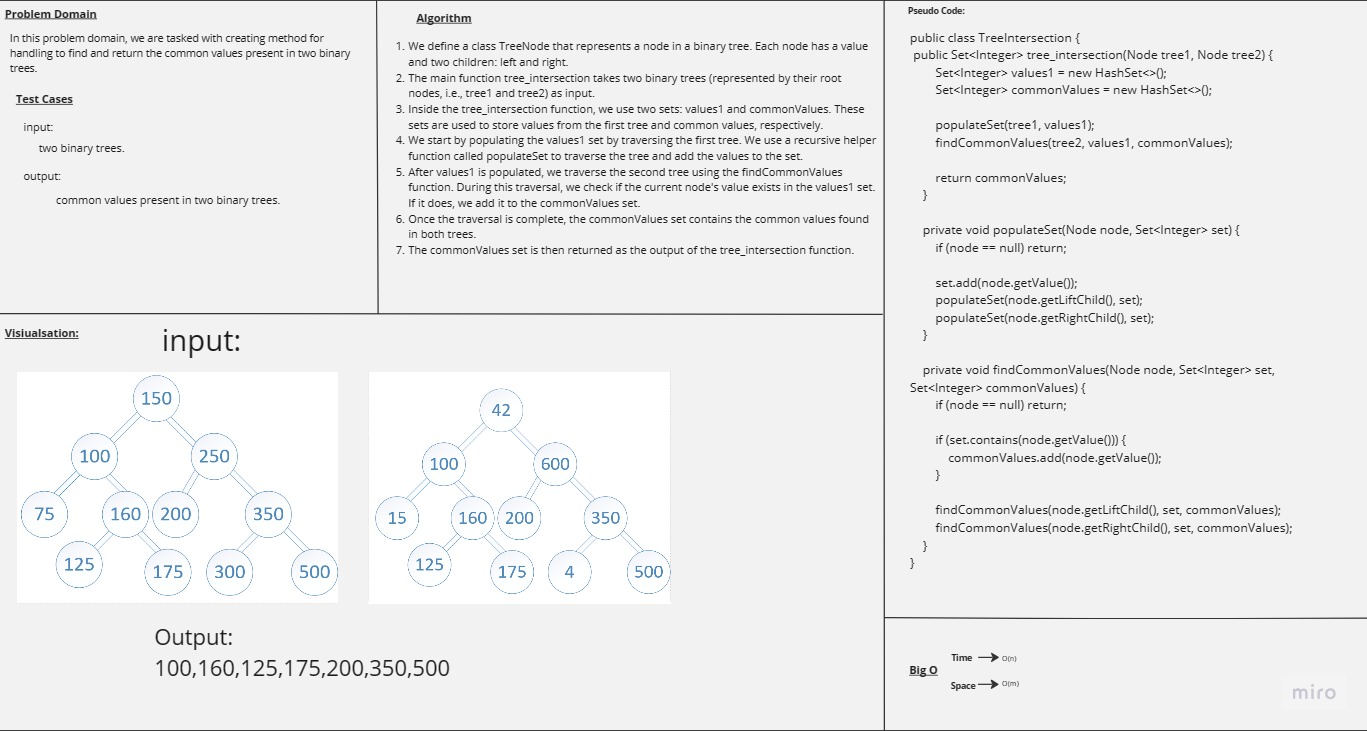 Problem Domain
In this problem domain, we are tasked with creating method for
handling to find and return the common values present in two binary
trees.
Test Cases
input:
two binary trees.
output:
common values present in two binary trees.
Algorithm
1. We define a class TreeNode that represents a node in a binary tree. Each node has a value
and two children: left and right.
2. The main function tree_intersection takes two binary trees (represented by their root
nodes, i.e., tree1 and tree2) as input.
3. Inside the tree_intersection function, we use two sets: values1 and commonValues. These
sets are used to store values from the first tree and common values, respectively.
4. We start by populating the values1 set by traversing the first tree. We use a recursive helper
function called populateSet to traverse the tree and add the values to the set.
5. After values1 is populated, we traverse the second tree using the findCommonValues
function. During this traversal, we check if the current node's value exists in the values1 set.
If it does, we add it to the commonValues set.
6. Once the traversal is complete, the commonValues set contains the common values found
in both trees.
7. The commonValues set is then returned as the output of the tree_intersection function.
Visiualsation:
input:
150
100 250
75 160 200 350
125 175 300 500
42
100 600
15 160 200 350
125 175 4 500
Output:
100,160,125,175,200,350,500
Pseudo Code:
public class TreeIntersection {
public Set<Integer> tree_intersection(Node tree1, Node tree2) {
Set<Integer> values1 = new HashSet<>();
Set<Integer> commonValues = new HashSet<>();
populateSet(tree1, values1);
findCommonValues(tree2, values1, commonValues);
return commonValues;
}
private void populateSet(Node node, Set<Integer> set) {
if (node == null) return;
set.add(node.getValue());
populateSet(node.getLiftChild(), set);
populateSet(node.getRightChild(), set);
}
private void findCommonValues(Node node, Set<Integer> set,
Set<Integer> commonValues) {
if (node == null) return;
if (set.contains(node.getValue())) {
commonValues.add(node.getValue());
}
findCommonValues(node.getLiftChild(), set, commonValues);
findCommonValues(node.getRightChild(), set, commonValues);
}
}
Big O
Time O(n)
Space O(m)
miro